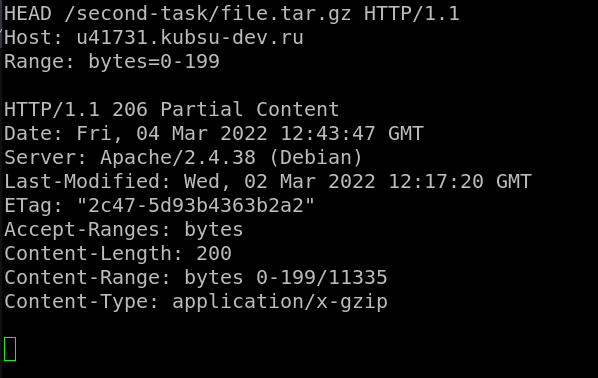 HEAD /second-task/file.tar.gz HTTP/1.1
Host: u41731.kubsu-dev.ru
Range: bytes=0-199
HTTP/1.1 206 Partial Content
Date: Fri, 04 Mar 2022 12:43:47 GMT
Server: Apache/2.4.38 (Debian)
Last-Modified: Wed, 02 Mar 2022 12:17:20 GMT
ETag: "2c47-5d93b4363b2a2"
Accept-Ranges: bytes
Content-Length: 200
Content-Range: bytes 0-199/11335
Content-Type: application/x-gzip